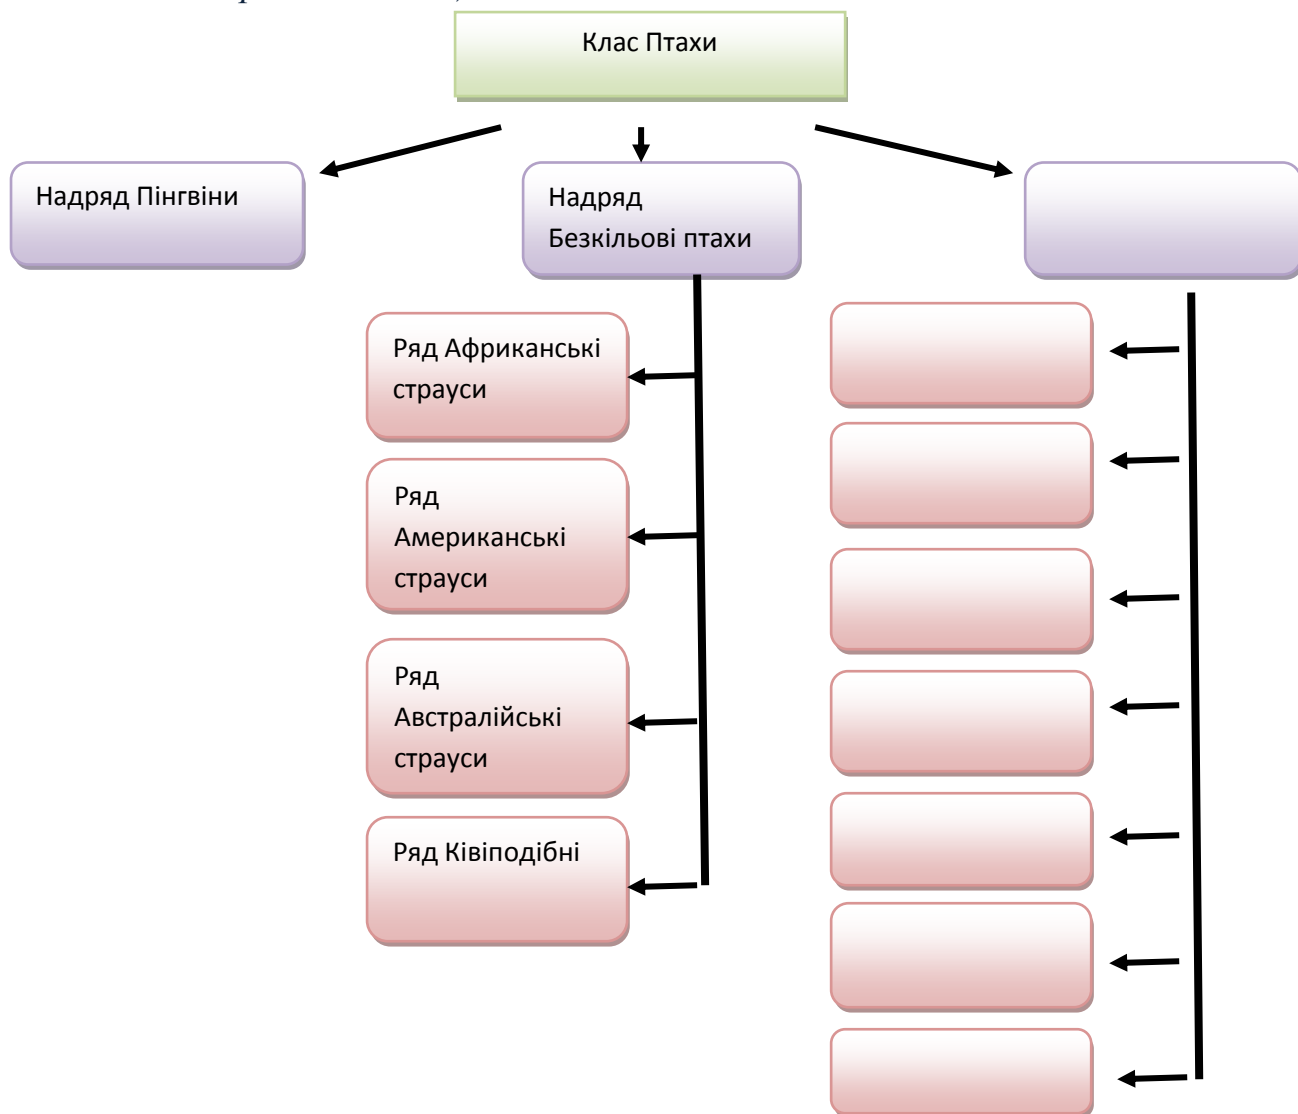 Клас Птахи
Надряд Пінгвіни
Надряд
Безкільові птахи
Ряд Африканські
страуси
Ряд
Американські
страуси
Ряд
Австралійські
страуси
Ряд Ківіподібні